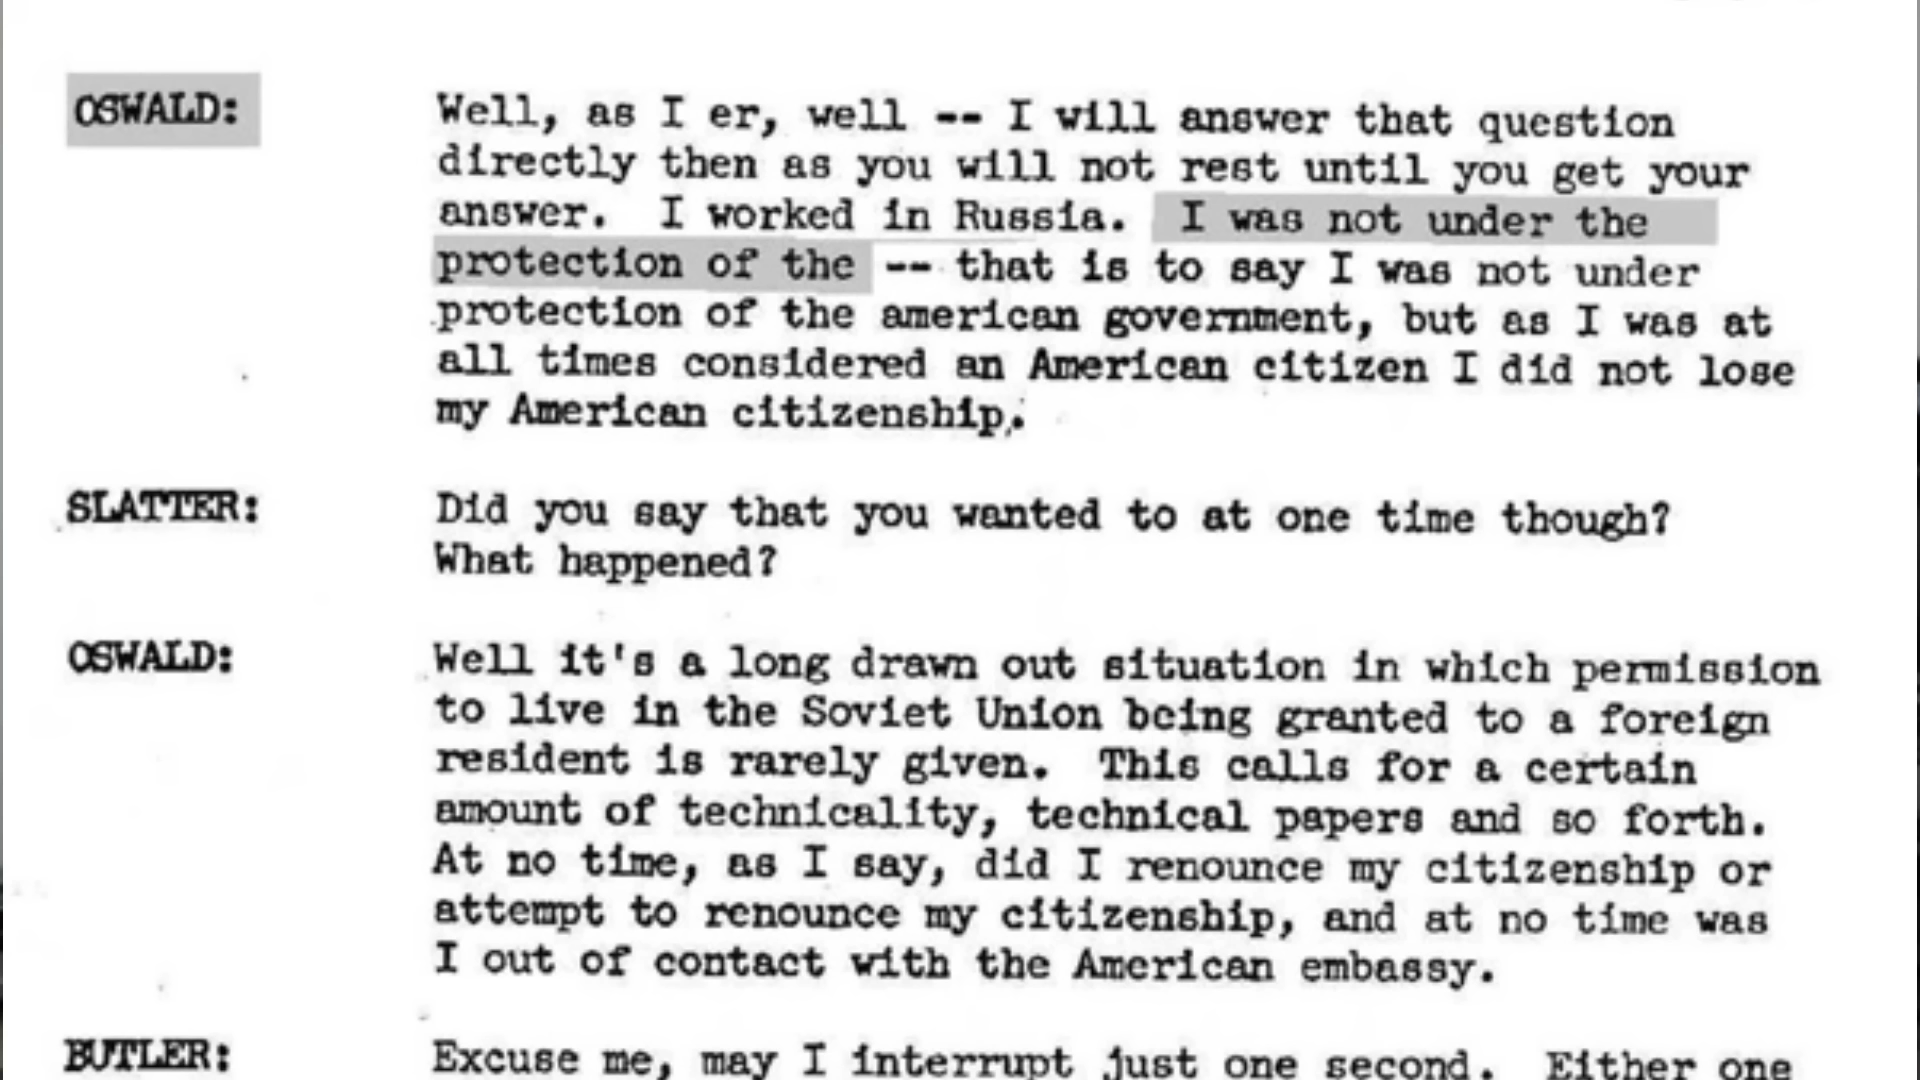 OSWALD: Well, as I er, well -- I will answer that question
directly then as you will not rest until you get your
answer. I worked in Russia. I was not under the
protection of the -- that is to say I was not under
protection of the american government, but as I was at
all times considered an American citizen I did not lose
my American citizenship.
SLATTER: Did you say that you wanted to at one time though?
What happened?
OSWALD: Well it's a long drawn out situation in which permission
to live in the Soviet Union being granted to a foreign
resident is rarely given. This calls for a certain
amount of technicality, technical papers and so forth.
At no time, as I say, did I renounce my citizenship or
attempt to renounce my citizenship, and at no time was
I out of contact with the American embassy.
BUTLER: Excuse me, may I interrupt just one second. Either one